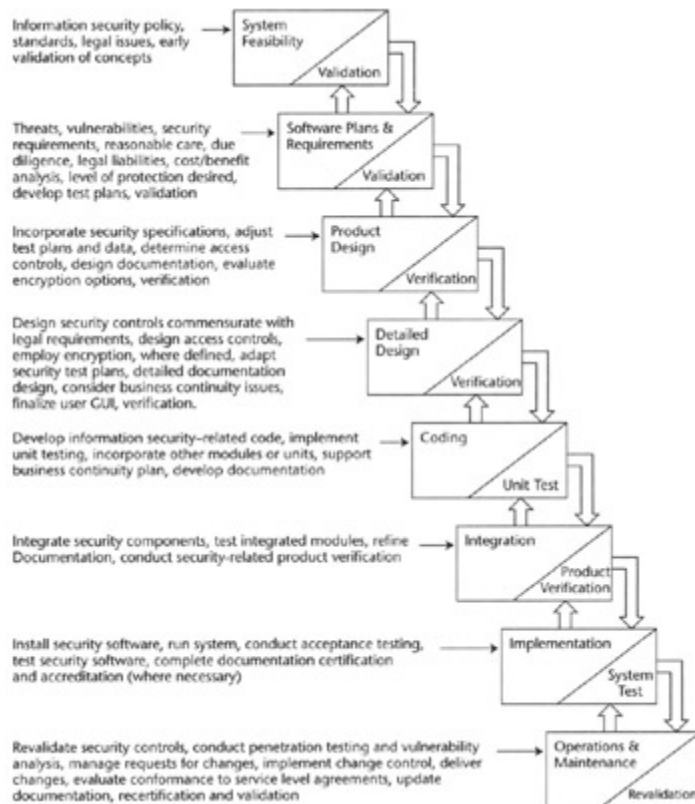 Information security policy,
standards, legal issues, early
validation of concepts
System
Feasibility
Validation
Threats, vulnerabilities, security
requirements, reasonable care, due
diligence, legal liabilities, cost/benefit
analysis, level of protection desired,
develop test plans, validation
Software Plans &
Requirements
Validation
Incorporate security specifications, adjust
test plans and data, determine access
controls, design documentation, evaluate
encryption options, verification
Product
Design
Verification
Design security controls commensurate with
legal requirements, design access controls,
employ encryption, where defined, adapt
security test plans, detailed documentation
design, consider business continuity issues,
finalize user GUI, verification.
Detailed
Design
Verification
Develop information security–related code, implement
unit testing, incorporate other modules or units, support
business continuity plan, develop documentation
Coding
Unit Test
Integrate security components, test integrated modules, refine
Documentation, conduct security-related product verification
Integration
Product
Verification
Install security software, run system, conduct acceptance testing,
test security software, complete documentation certification
and accreditation (where necessary)
Implementation
System
Test
Revalidate security controls, conduct penetration testing and vulnerability
analysis, manage requests for changes, implement change control, deliver
changes, evaluate conformance to service level agreements, update
documentation, recertification and validation
Operations &
Maintenance
Revalidation